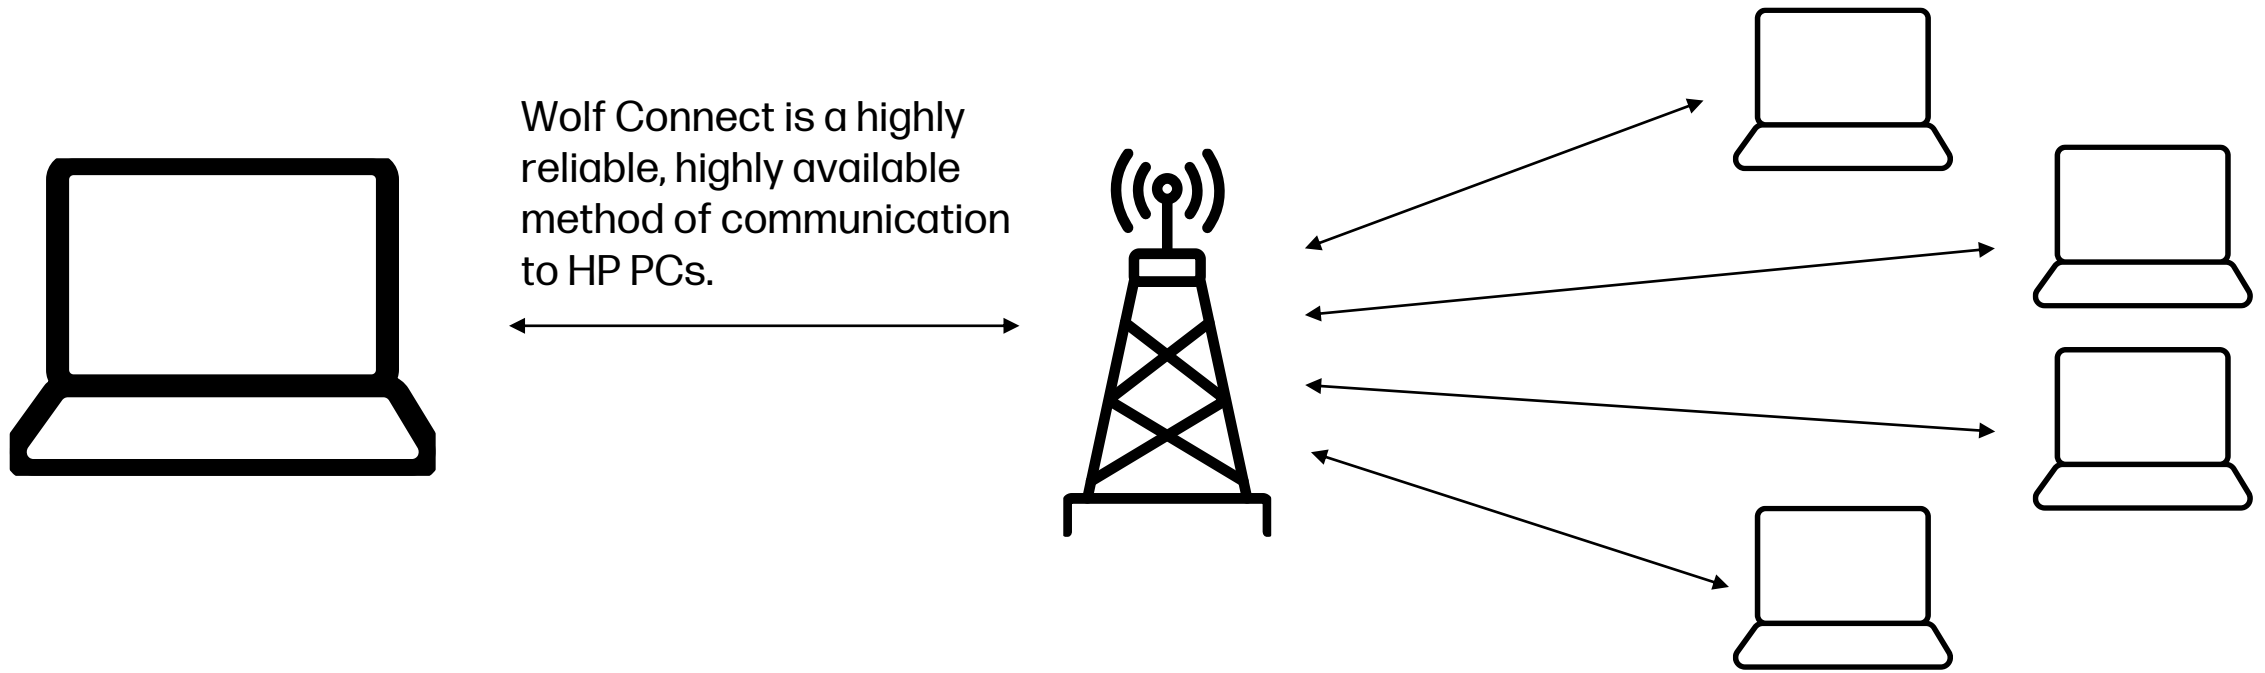 Wolf Connect is a highly
reliable, highly available
method of communication
to HP PCs.